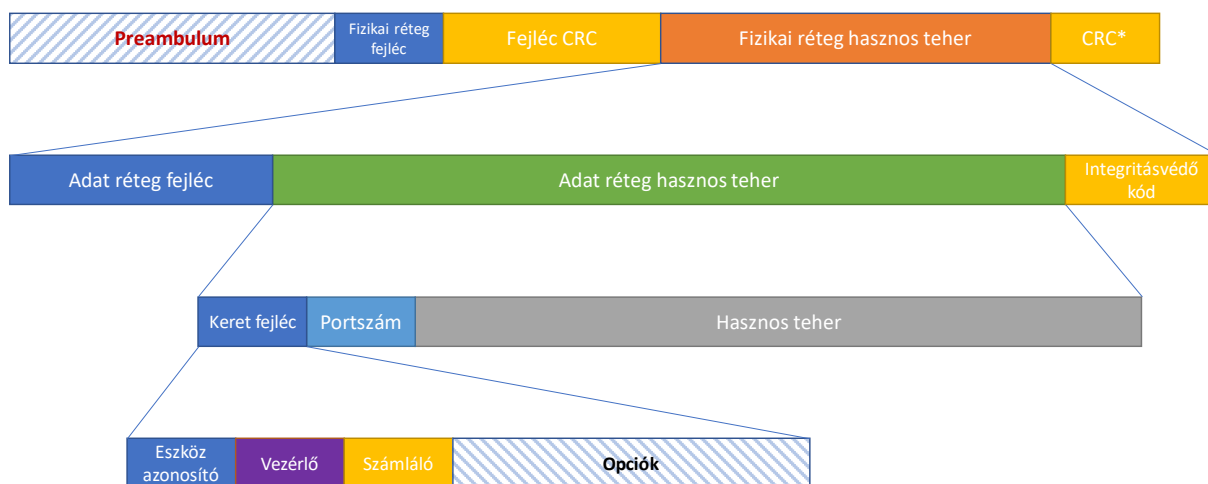 Preambulum
Fizikai réteg
fejléc
Fejléc CRC
Fizikai réteg hasznos teher
CRC*
Adat réteg fejléc
Adat réteg hasznos teher
Integritásvédő
kód
Keret fejléc
Portszám
Hasznos teher
Eszköz
azonosító
Vezérlő
Számláló
Opciók